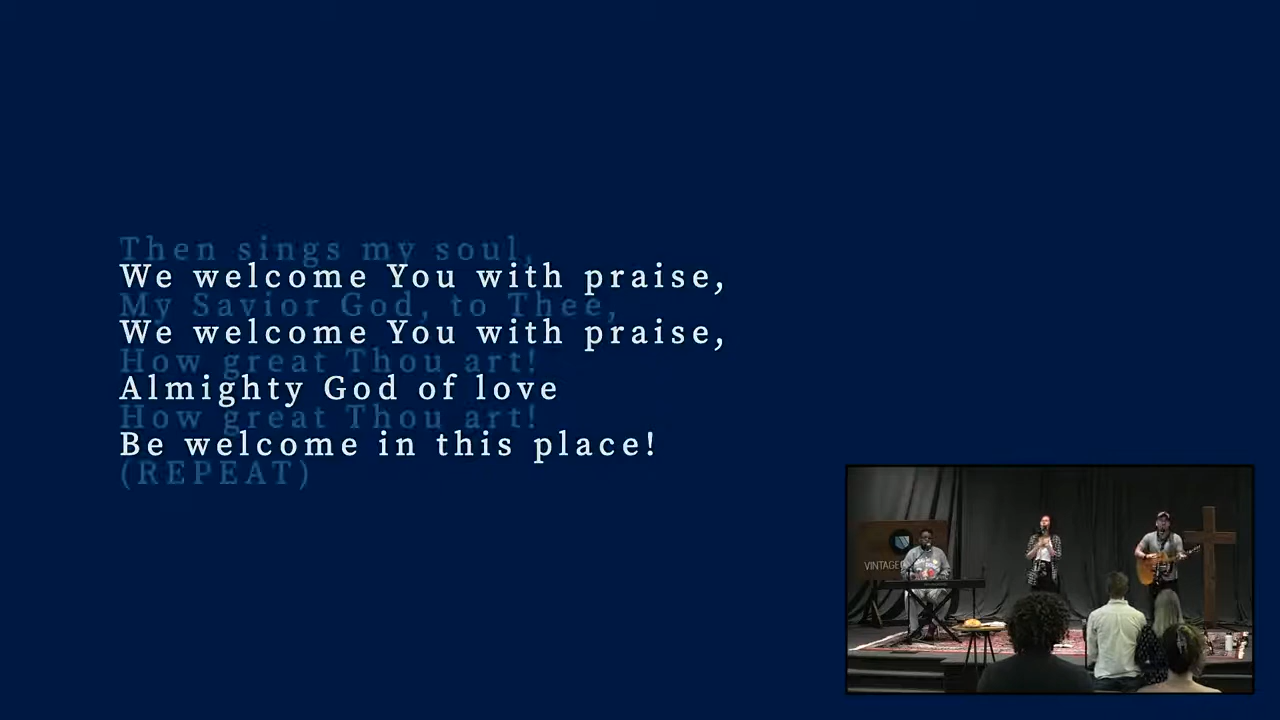 Then sings my soul,
We welcome You with praise,
My Savior God, to Thee,
We welcome You with praise,
How great Thou art!
Almighty God of love
How great Thou art!
Be welcome in this place!
(REPEAT)
VINTAGE